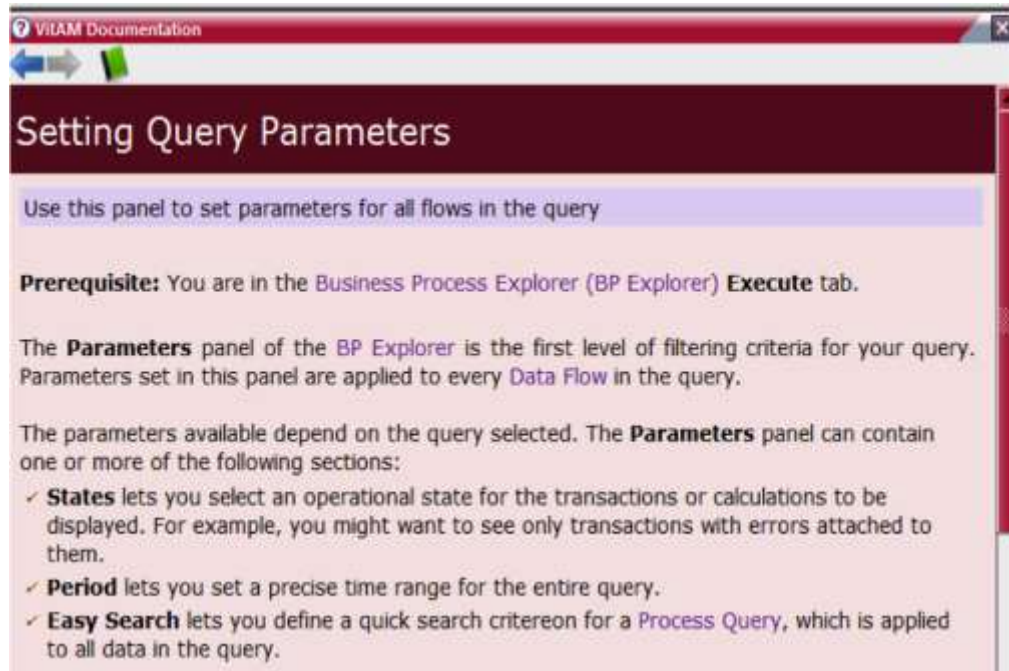 VitAM Documentation
Setting Query Parameters
Use this panel to set parameters for all flows in the query
Prerequisite: You are in the Business Process Explorer (BP Explorer) Execute tab.
The Parameters panel of the BP Explorer is the first level of filtering criteria for your query.
Parameters set in this panel are applied to every Data Flow in the query.
The parameters available depend on the query selected. The Parameters panel can contain
one or more of the following sections:
✓ States lets you select an operational state for the transactions or calculations to be
displayed. For example, you might want to see only transactions with errors attached to
them.
✓ Period lets you set a precise time range for the entire query.
✓ Easy Search lets you define a quick search critereon for a Process Query, which is applied
to all data in the query.